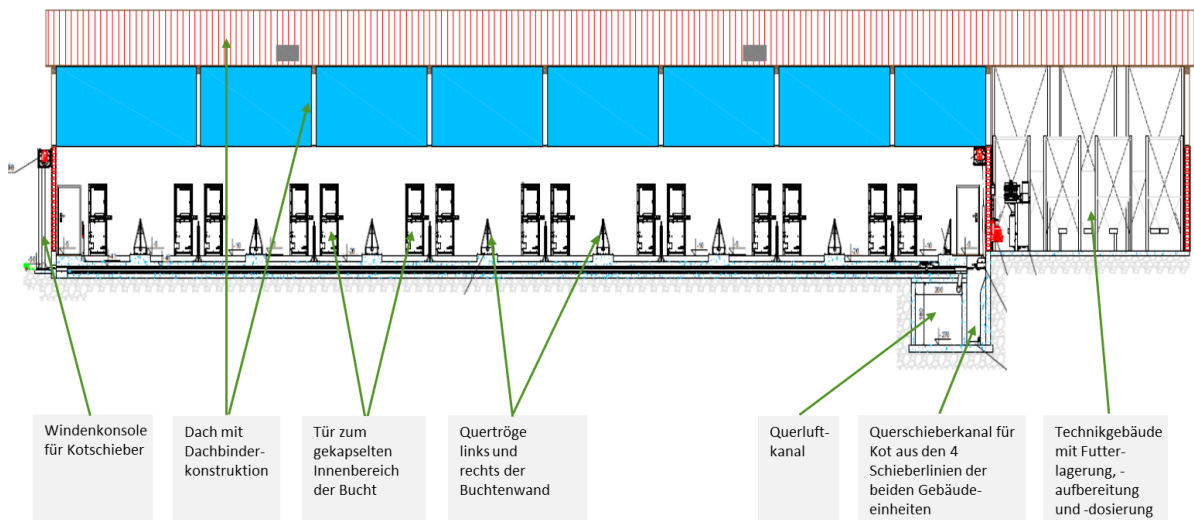 Windenkonsole
für Kotschieber
Dach mit
Dachbinder-
konstruktion
Tür zum
gekapselten
Innenbereich
der Bucht
Quertröge
links und
rechts der
Buchtenwand
Querluft-
kanal
Querschieberkanal für
Kot aus den 4
Schieberlinien der
beiden Gebäude-
einheiten
Technikgebäude
mit Futter-
lagerung, -
aufbereitung
und -dosierung